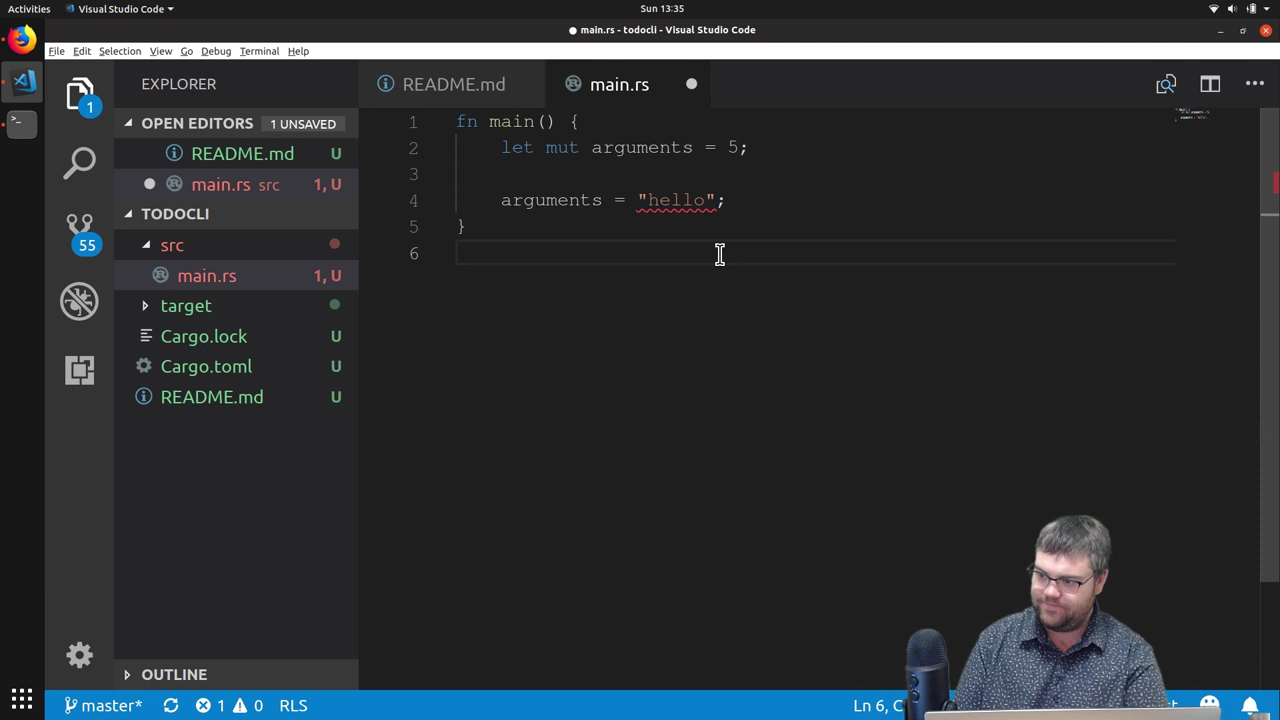 Activities
Visual Studio Code
Sun 13:35
main.rs - todocli - Visual Studio Code
File Edit Selection View Go Debug Terminal Help
EXPLORER
1
OPEN EDITORS 1 UNSAVED
README.md U
main.rs src 1, U
TODOCLI
src
main.rs 1, U
target
Cargo.lock U
Cargo.toml U
README.md U
55
OUTLINE
README.md
main.rs
1 fn main() {
2 let mut arguments = 5;
3
4 arguments = "hello";
5 }
6
master* 1 0 RLS
Ln 6,